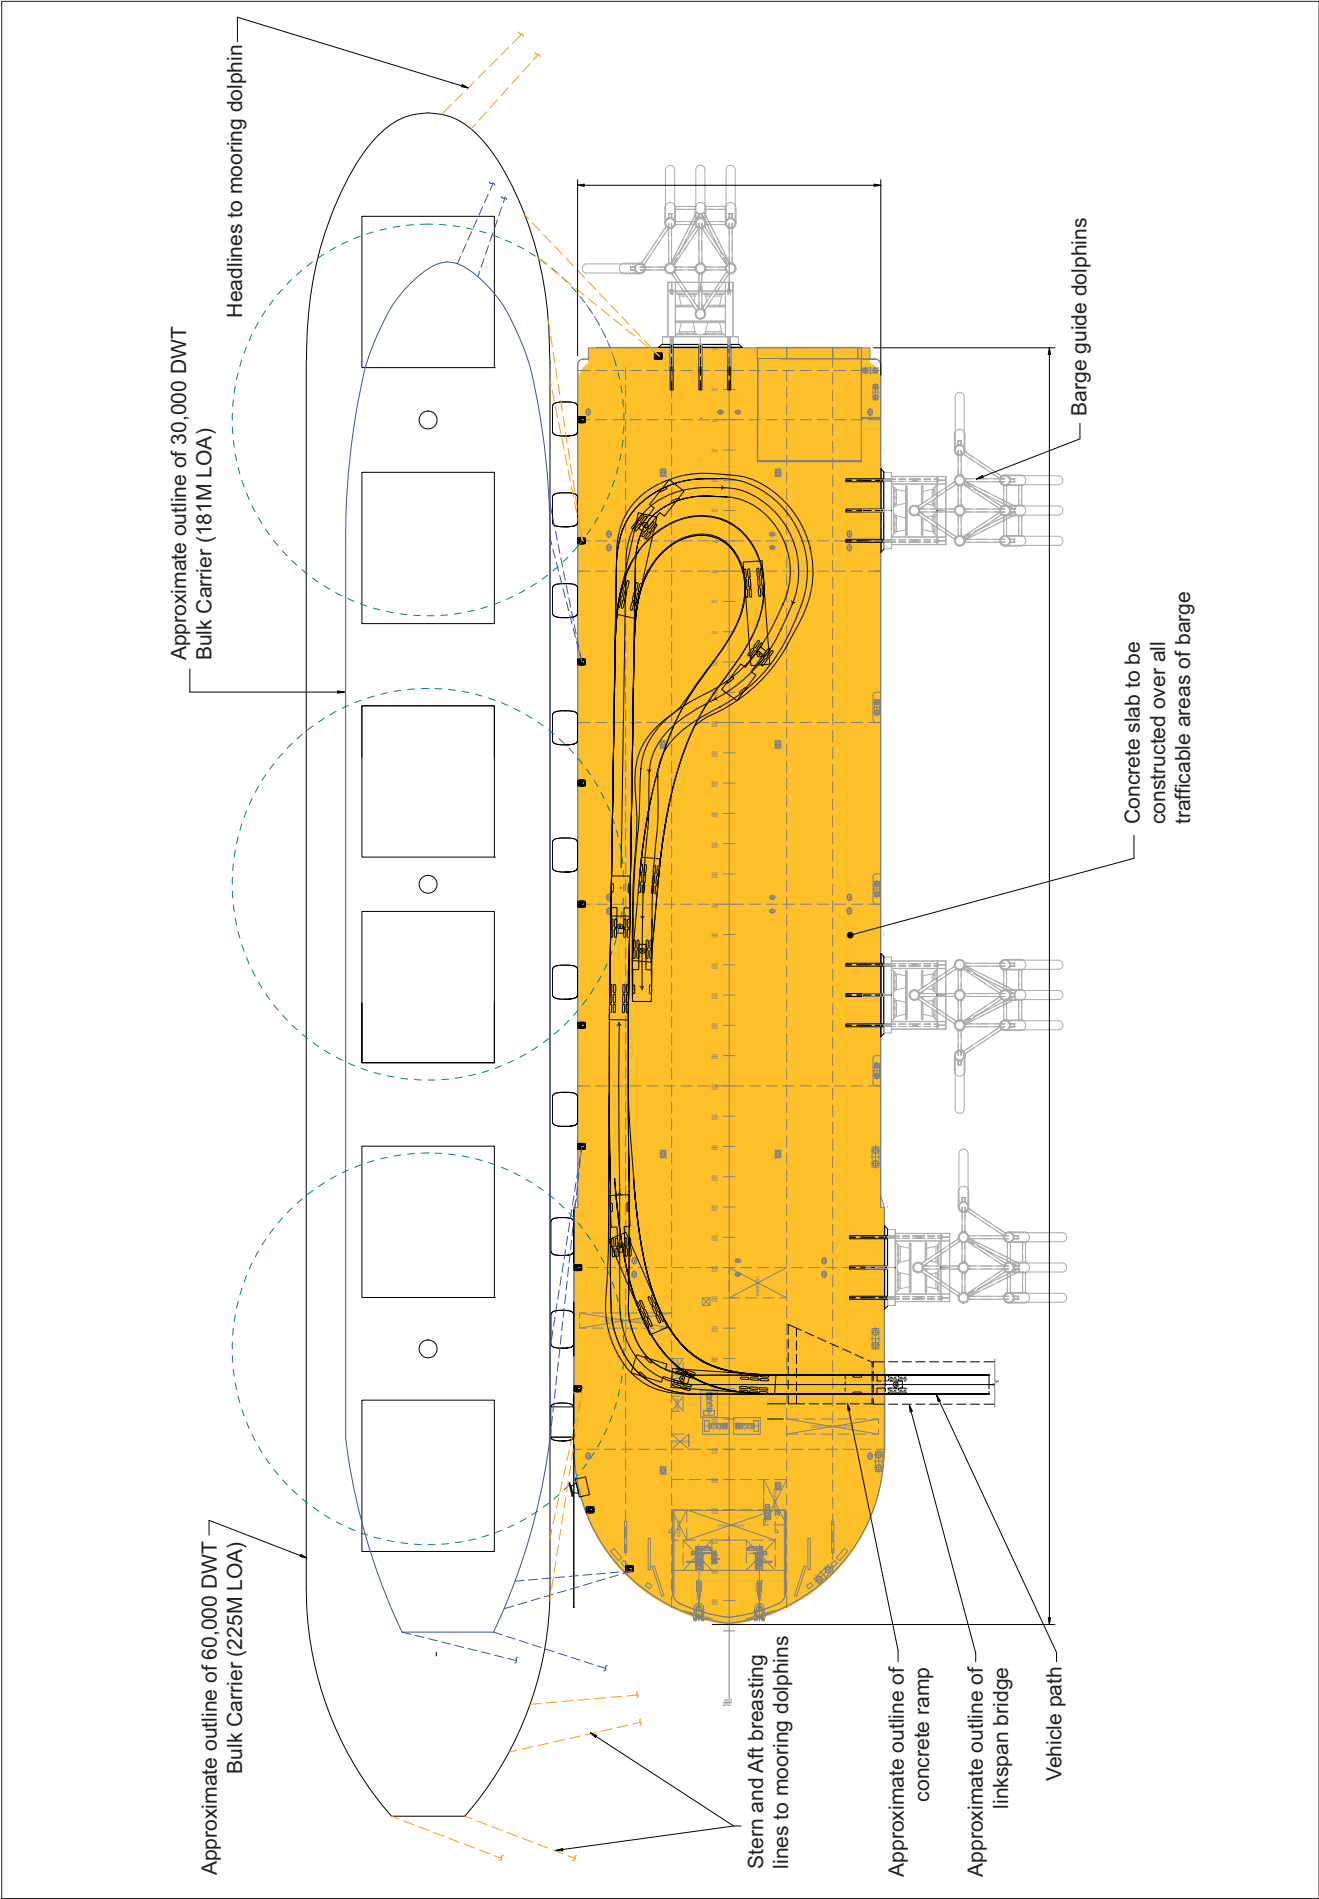 Headlines to mooring dolphin
Approximate outline of 30,000 DWT
Bulk Carrier (181M LOA)
Barge guide dolphins
Concrete slab to be
constructed over all
trafficable areas of barge
Approximate outline of 60,000 DWT
Bulk Carrier (225M LOA)
Stern and Aft breasting
lines to mooring dolphins
Approximate outline of
concrete ramp
Approximate outline of
linkspan bridge
Vehicle path